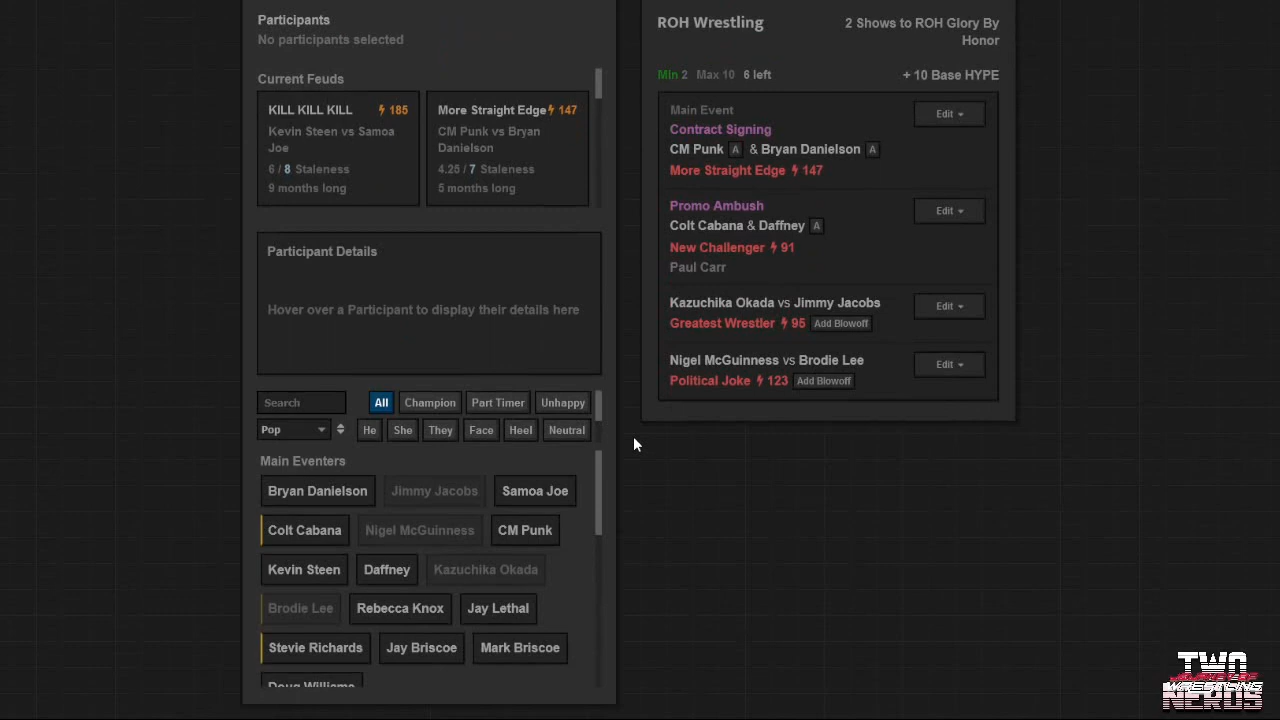 Participants
No participants selected
Current Feuds
KILL KILL KILL 185
Kevin Steen vs Samoa
Joe
6 / 8 Staleness
9 months long
More Straight Edge 147
CM Punk vs Bryan
Danielson
4.25 / 7 Staleness
5 months long
Participant Details
Hover over a Participant to display their details here
Search All Champion Part Timer Unhappy
Pop He She They Face Heel Neutral
Main Eventers
Bryan Danielson Jimmy Jacobs Samoa Joe
Colt Cabana Nigel McGuinness CM Punk
Kevin Steen Daffney Kazuchika Okada
Brodie Lee Rebecca Knox Jay Lethal
Stevie Richards Jay Briscoe Mark Briscoe
Doug Williams
ROH Wrestling
2 Shows to ROH Glory By
Honor
Min 2 Max 10 6 left + 10 Base HYPE
Main Event
Contract Signing Edit
CM Punk A & Bryan Danielson A
More Straight Edge 147
Promo Ambush Edit
Colt Cabana & Daffney A
New Challenger 91
Paul Carr
Kazuchika Okada vs Jimmy Jacobs Edit
Greatest Wrestler 95 Add Blowoff
Nigel McGuinness vs Brodie Lee Edit
Political Joke 123 Add Blowoff
TWO
WRESTLING
NERDS